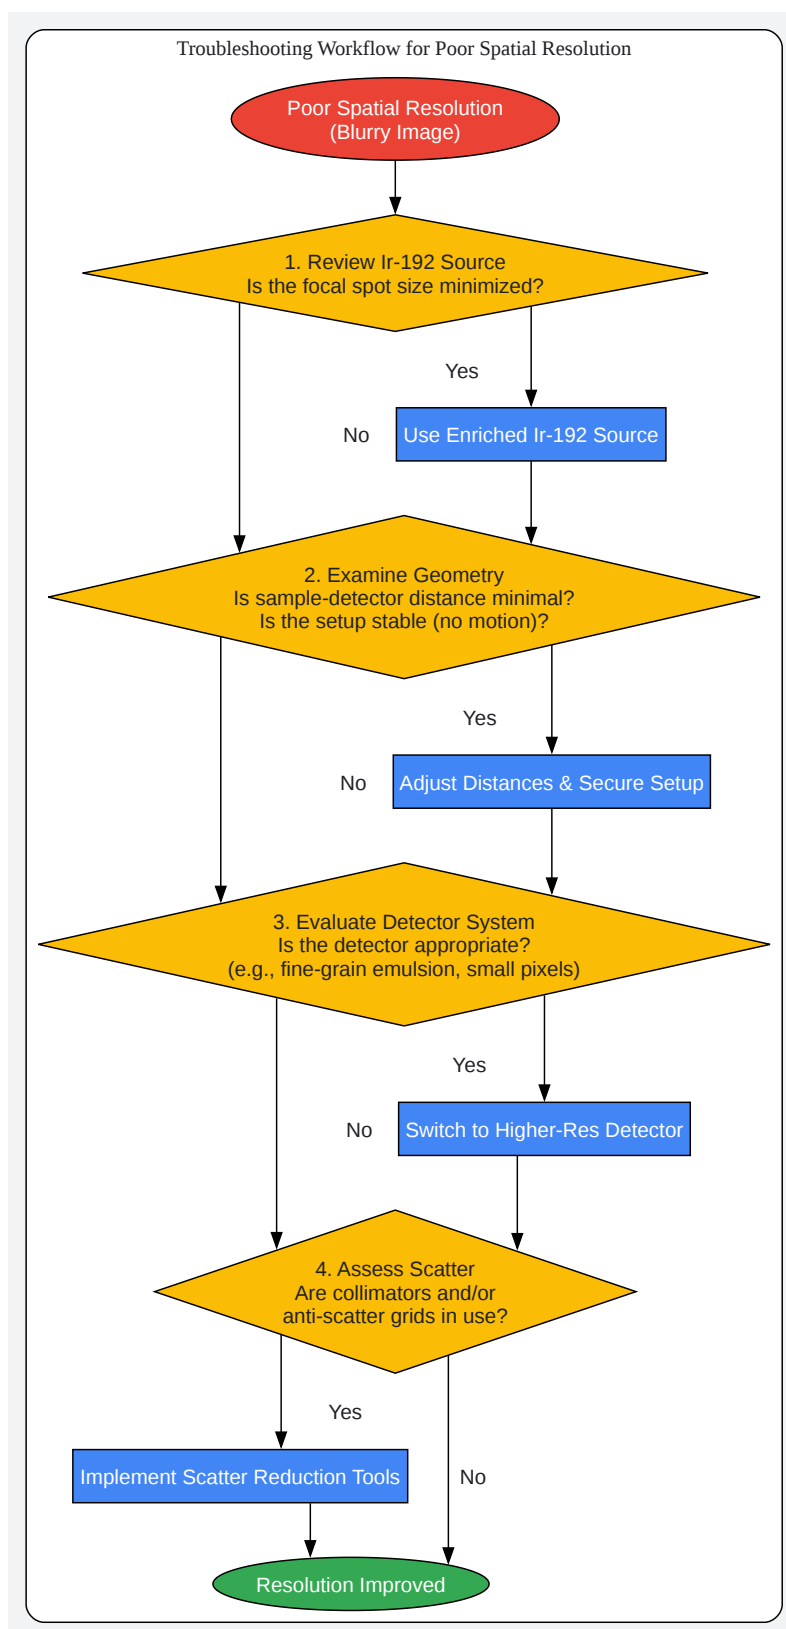 Troubleshooting Workflow for Poor Spatial Resolution
Poor Spatial Resolution
(Blurry Image)
1. Review Ir-192 Source
Is the focal spot size minimized?
Yes
No
Use Enriched Ir-192 Source
2. Examine Geometry
Is sample-detector distance minimal?
Is the setup stable (no motion)?
Yes
No
Adjust Distances & Secure Setup
3. Evaluate Detector System
Is the detector appropriate?
(e.g., fine-grain emulsion, small pixels)
Yes
No
Switch to Higher-Res Detector
4. Assess Scatter
Are collimators and/or
anti-scatter grids in use?
Yes
Implement Scatter Reduction Tools
No
Resolution Improved